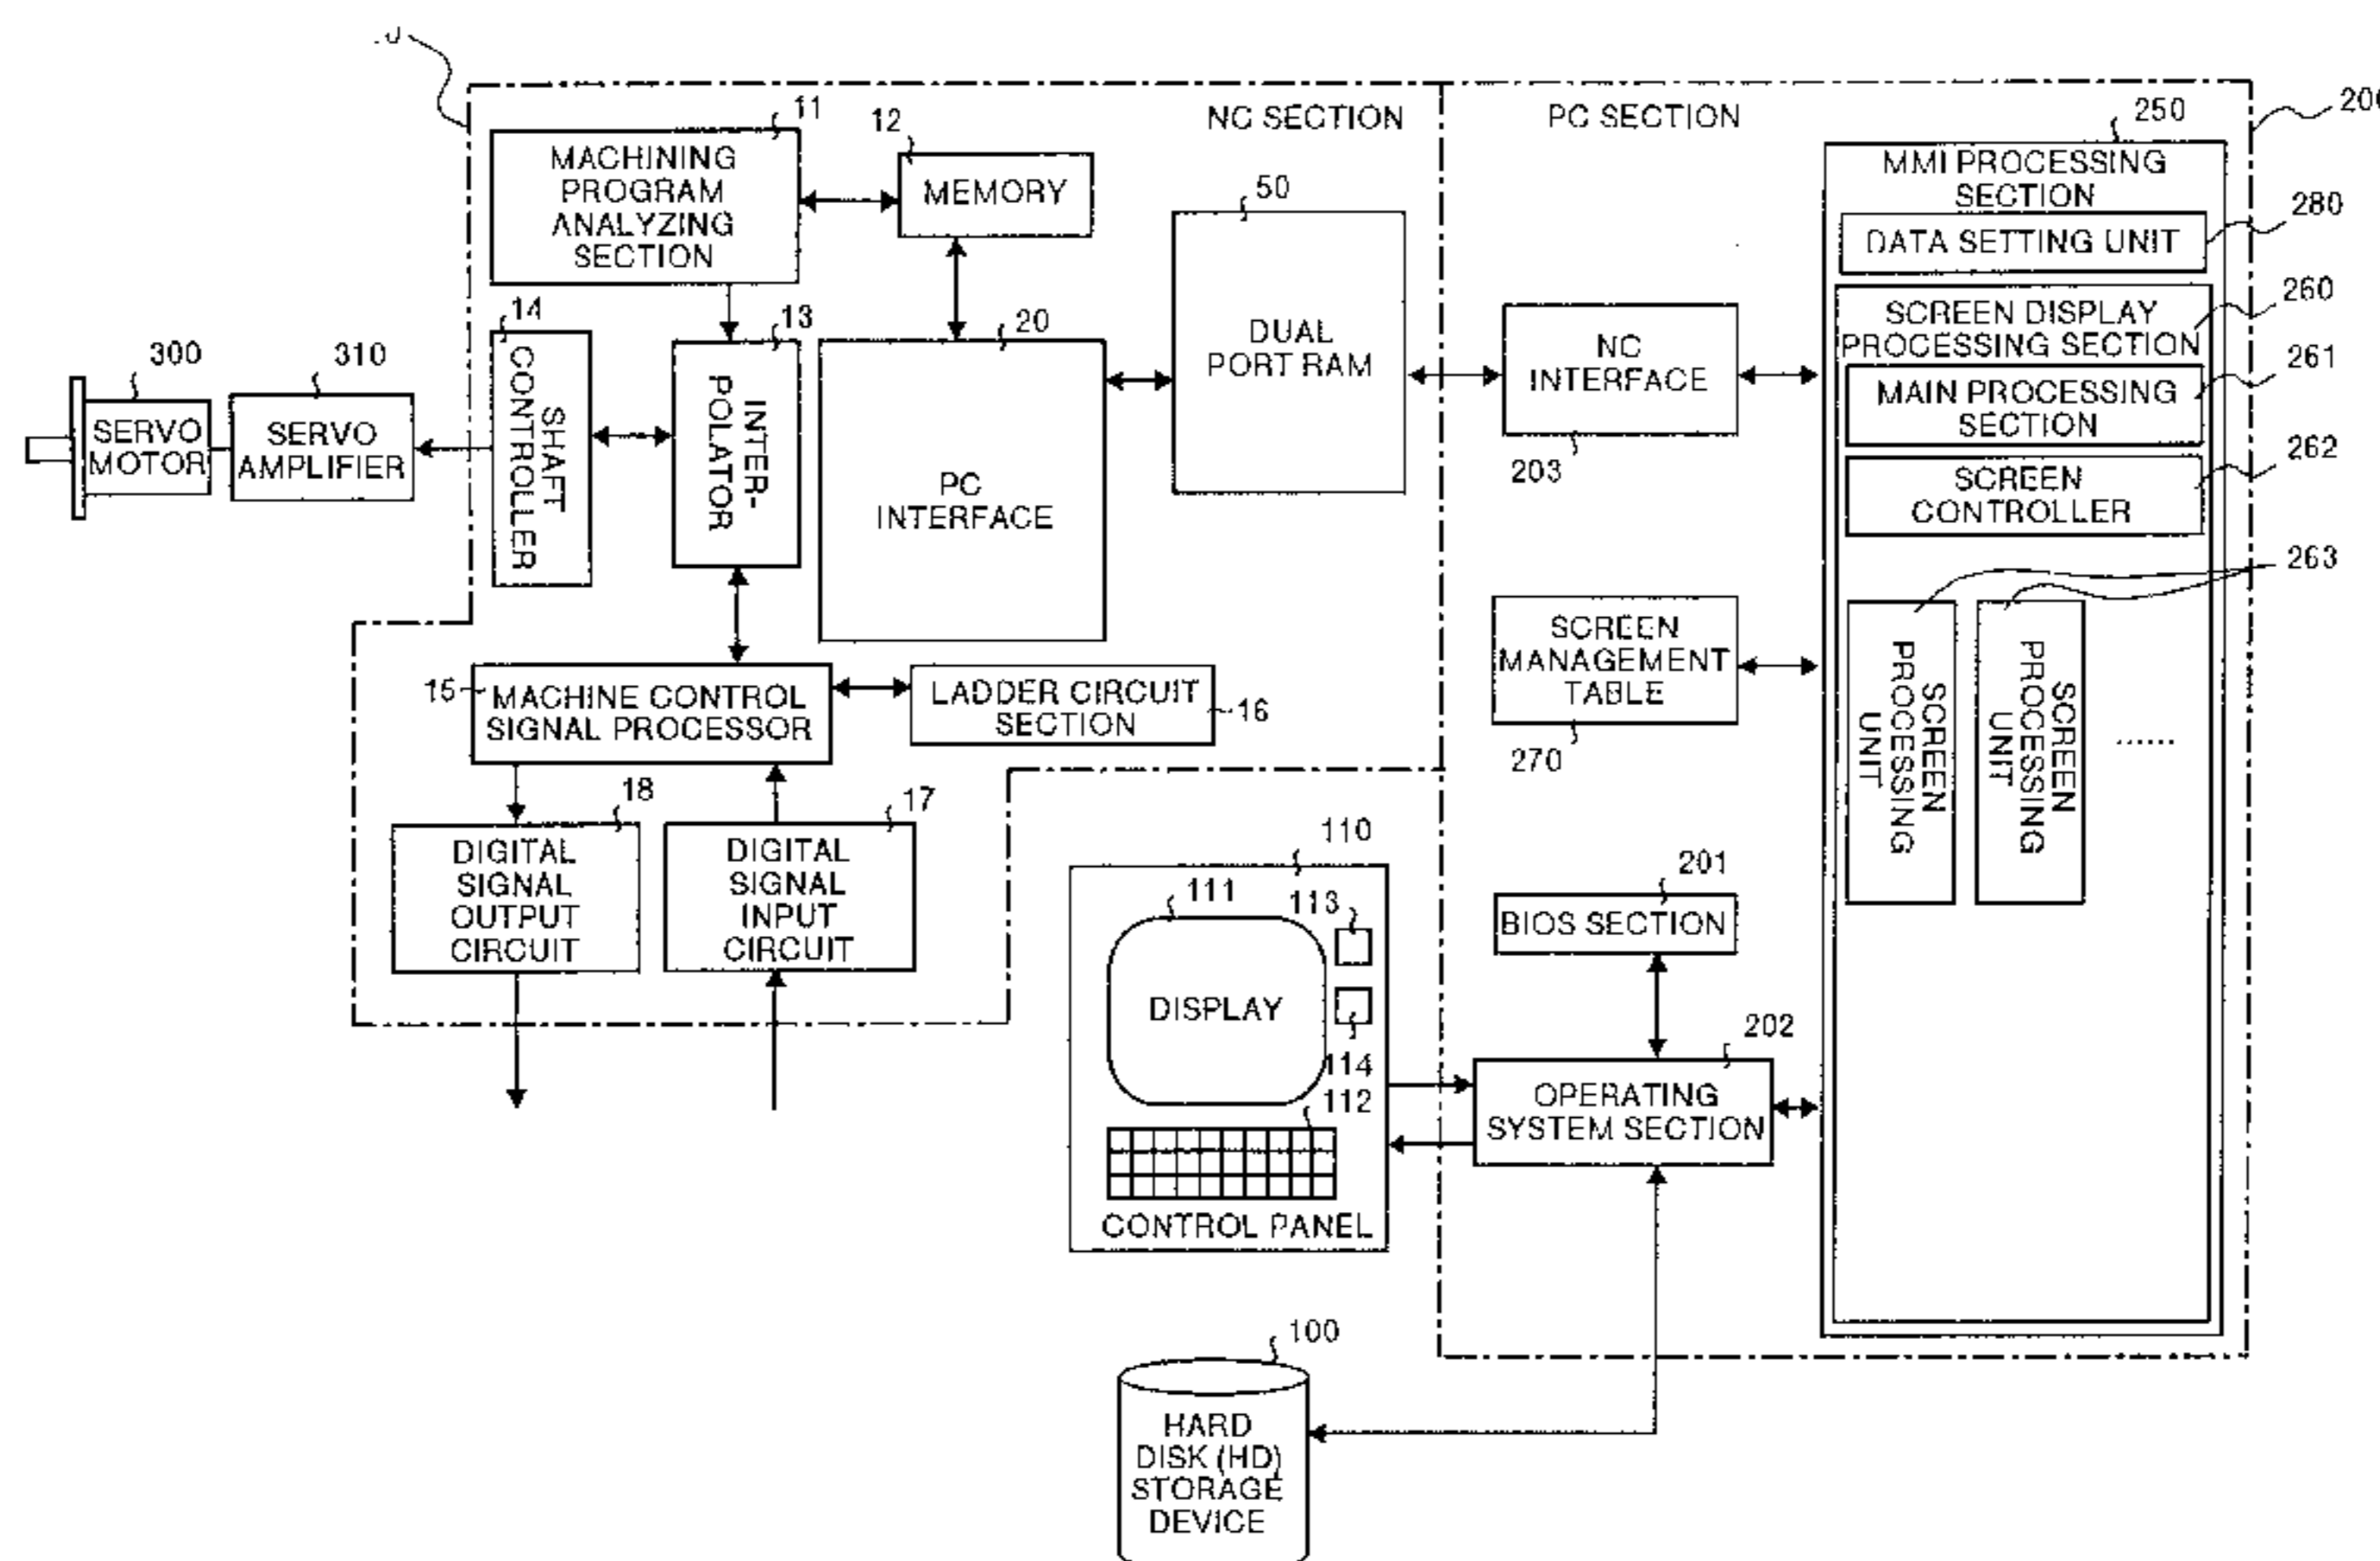 NC SECTION
PC SECTION
11
MACHINING
PROGRAM
ANALYZING
SECTION
12
MEMORY
50
DUAL
PORT RAM
14
SHAFT
CONTROLLER
13
INTER-
POLATOR
20
PC
INTERFACE
300
SERVO
MOTOR
310
SERVO
AMPLIFIER
15
MACHINE CONTROL
SIGNAL PROCESSOR
LADDER CIRCUIT
SECTION
16
18
DIGITAL
SIGNAL
OUTPUT
CIRCUIT
17
DIGITAL
SIGNAL
INPUT
CIRCUIT
NC
INTERFACE
203
SCREEN
MANAGEMENT
TABLE
270
201
BIOS SECTION
202
OPERATING
SYSTEM SECTION
250
MMI PROCESSING
SECTION
280
DATA SETTING UNIT
260
SCREEN DISPLAY
PROCESSING SECTION
261
MAIN PROCESSING
SECTION
262
SCREEN
CONTROLLER
263
SCREEN
PROCESSING
UNIT
SCREEN
PROCESSING
UNIT
......
110
111
113
DISPLAY
114
112
CONTROL PANEL
100
HARD
DISK (HD)
STORAGE
DEVICE